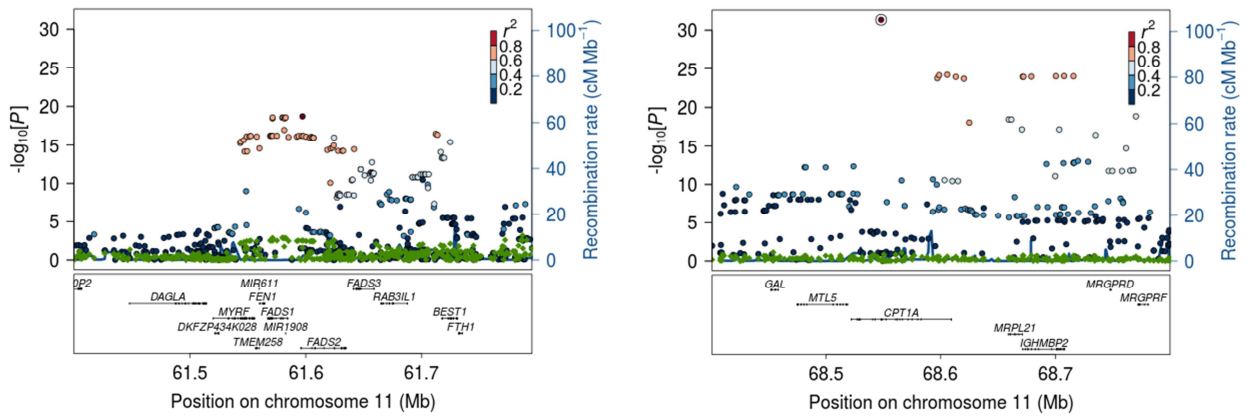 30
25
20
15
10
5
0
-log10[P]
r²
0.8
0.6
0.4
0.2
100
80
60
40
20
0
Recombination rate (cM Mb⁻¹)
MIR611
FADS3
DAGLA
FEN1
RAB3IL1
MYRF
FADS1
BEST1
DKFZP434K028
MIR1908
FTH1
TMEM258
FADS2
61.5
61.6
61.7
Position on chromosome 11 (Mb)
30
25
20
15
10
5
0
-log10[P]
r²
0.8
0.6
0.4
0.2
100
80
60
40
20
0
Recombination rate (cM Mb⁻¹)
GAL
MRGPRD
MTL5
MRGPRF
CPT1A
MRPL21
IGHMBP2
68.5
68.6
68.7
Position on chromosome 11 (Mb)